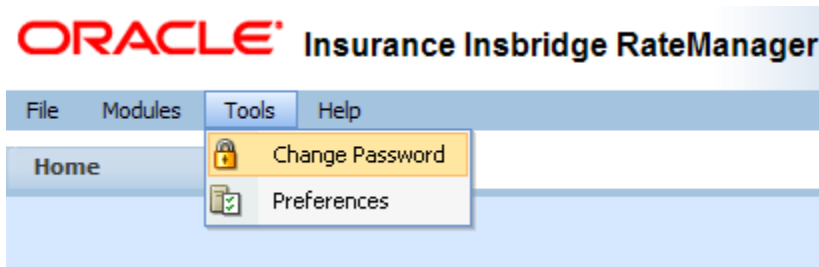 ORACLE Insurance Insbridge RateManager
File Modules Tools Help
Change Password
Home
Preferences